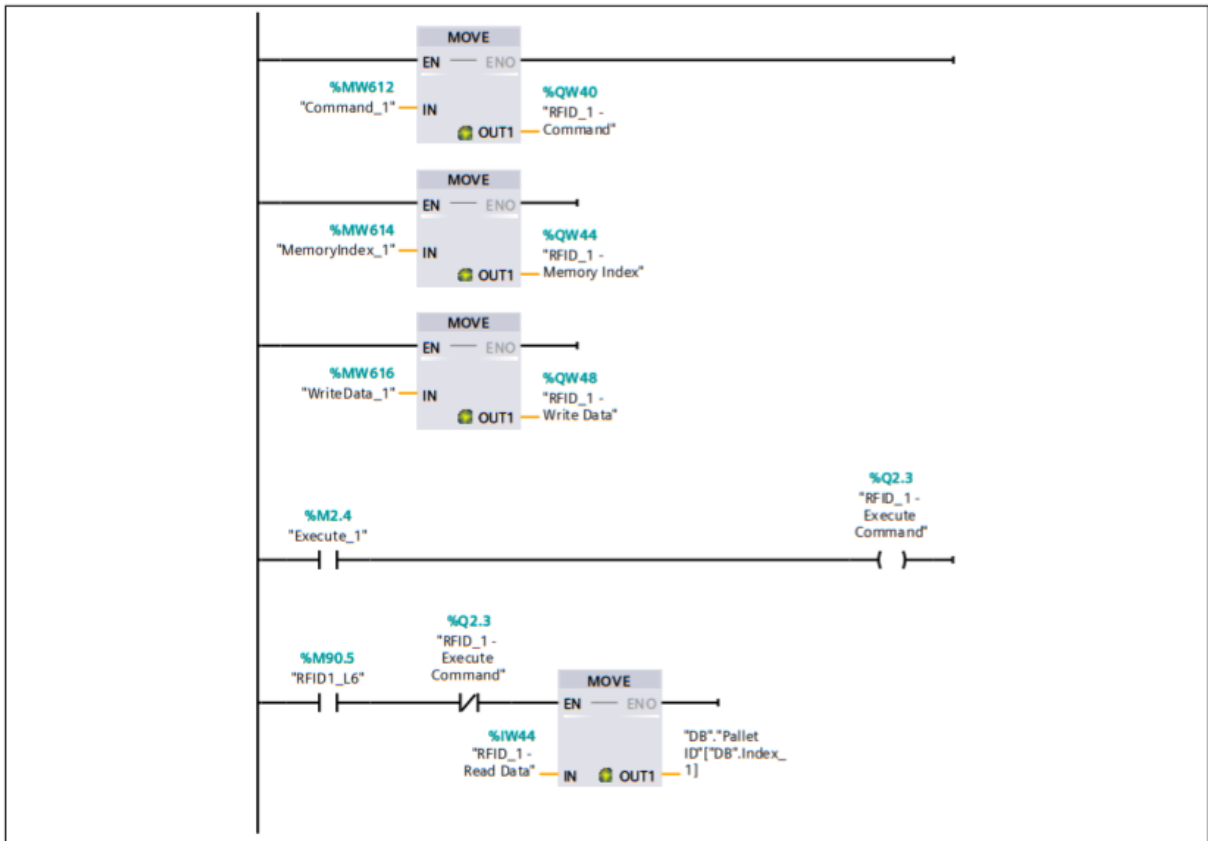 MOVE
EN ENO
%MW612
"Command_1" IN
%QW40
"RFID_1 -
OUT1 Command"
MOVE
EN ENO
%MW614
"MemoryIndex_1" IN
%QW44
"RFID_1 -
OUT1 Memory Index"
MOVE
EN ENO
%MW616
"WriteData_1" IN
%QW48
"RFID_1 -
OUT1 Write Data"
%Q2.3
"RFID_1 -
Execute
Command"
%M2.4
"Execute_1"
%Q2.3
"RFID_1 -
Execute
Command"
%M90.5
"RFID1_L6"
MOVE
EN ENO
%IW44
"RFID_1 -
Read Data" IN
OUT1
"DB"."Pallet
ID"["DB".Index_
1]